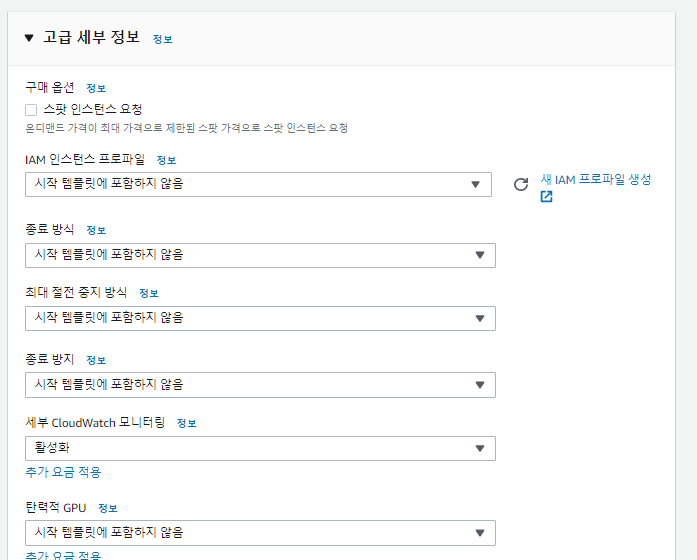 ▼ 고급 세부 정보 정보
구매 옵션 정보
스팟 인스턴스 요청
온디맨드 가격이 최대 가격으로 제한된 스팟 가격으로 스팟 인스턴스 요청
IAM 인스턴스 프로파일 정보
시작 템플릿에 포함하지 않음
새 IAM 프로파일 생성
종료 방식 정보
시작 템플릿에 포함하지 않음
최대 절전 중지 방식 정보
시작 템플릿에 포함하지 않음
종료 방지 정보
시작 템플릿에 포함하지 않음
세부 CloudWatch 모니터링 정보
활성화
추가 요금 적용
탄력적 GPU 정보
시작 템플릿에 포함하지 않음
추가 요금 적용